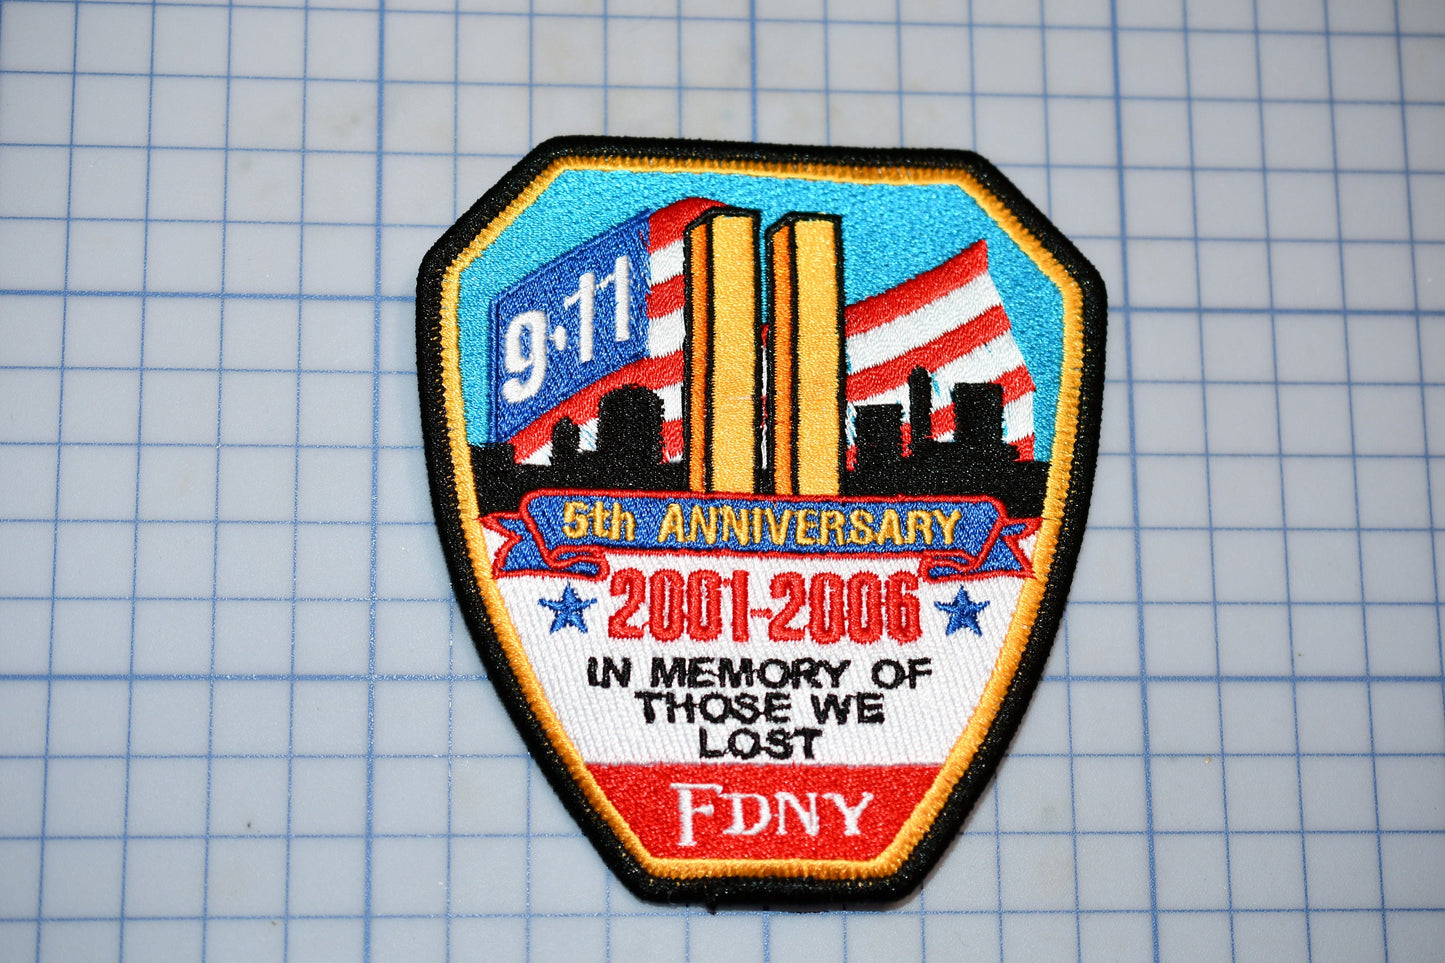 9·11
5th ANNIVERSARY
2001-2006
IN MEMORY OF
THOSE WE
LOST
FDNY